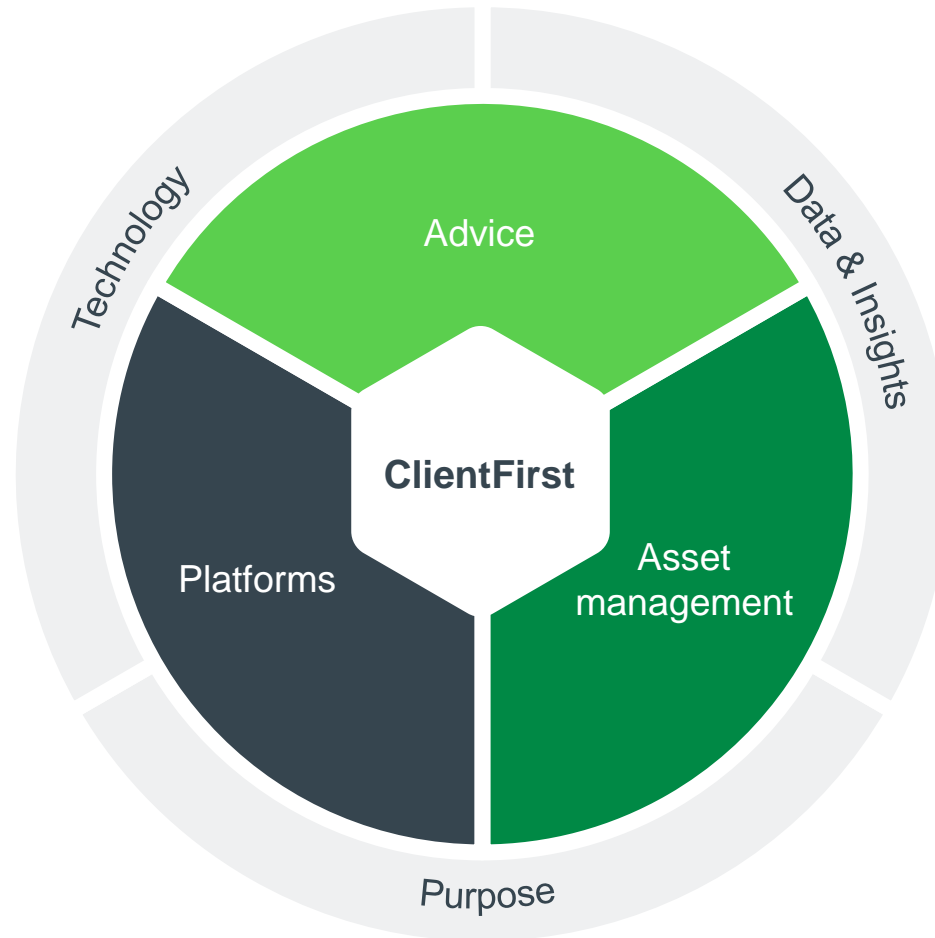 Technology
Data & Insights
Advice
ClientFirst
Platforms
Asset
management
Purpose